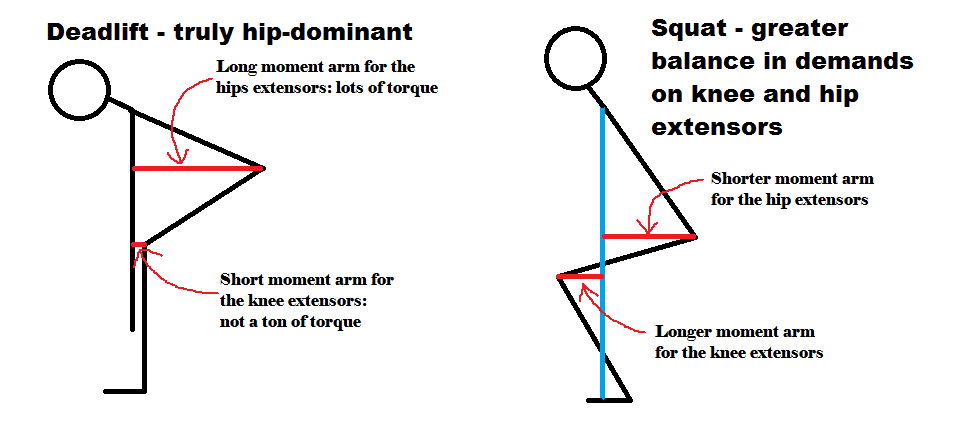 Deadlift - truly hip-dominant
Long moment arm for the
hips extensors: lots of torque
Short moment arm for
the knee extensors:
not a ton of torque
Squat - greater
balance in demands
on knee and hip
extensors
Shorter moment arm
for the hip extensors
Longer moment arm
for the knee extensors